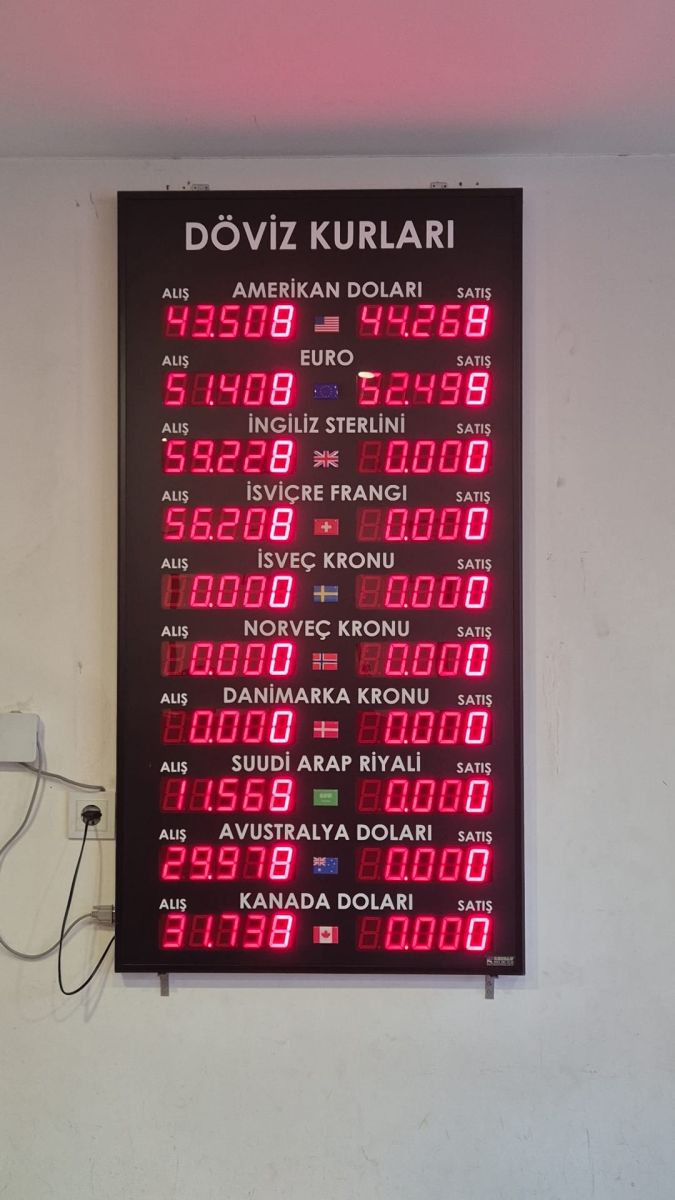 DÖVİZ KURLARI
ALIŞ AMERİKAN DOLARI SATIŞ
43.508 44.268
ALIŞ EURO SATIŞ
51.408 52.498
ALIŞ İNGİLİZ STERLİNİ SATIŞ
59.228 0.000
ALIŞ İSVİÇRE FRANGI SATIŞ
56.208 0.000
ALIŞ İSVEÇ KRONU SATIŞ
0.000 0.000
ALIŞ NORVEÇ KRONU SATIŞ
0.000 0.000
ALIŞ DANİMARKA KRONU SATIŞ
0.000 0.000
ALIŞ SUUDİ ARAP RİYALİ SATIŞ
11.568 0.000
ALIŞ AVUSTRALYA DOLARI SATIŞ
29.978 0.000
ALIŞ KANADA DOLARI SATIŞ
31.738 0.000